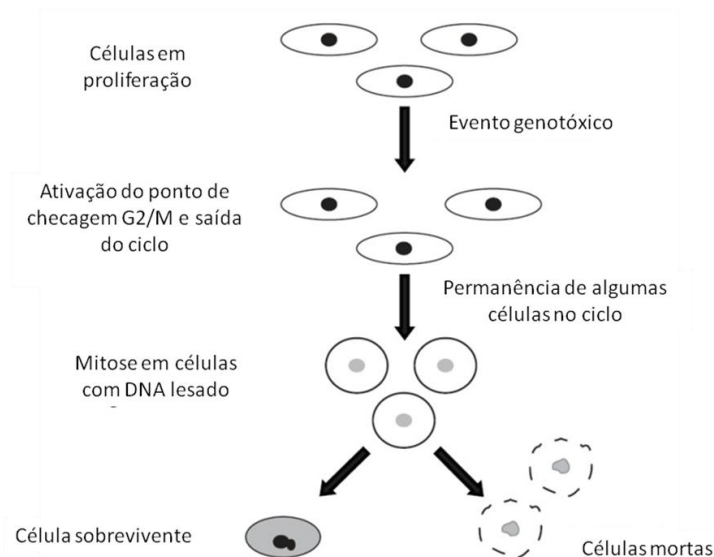 Células em
proliferação
Evento genotóxico
Ativação do ponto de
checagem G2/M e saída
do ciclo
Permanência de algumas
células no ciclo
Mitose em células
com DNA lesado
Célula sobrevivente
Células mortas